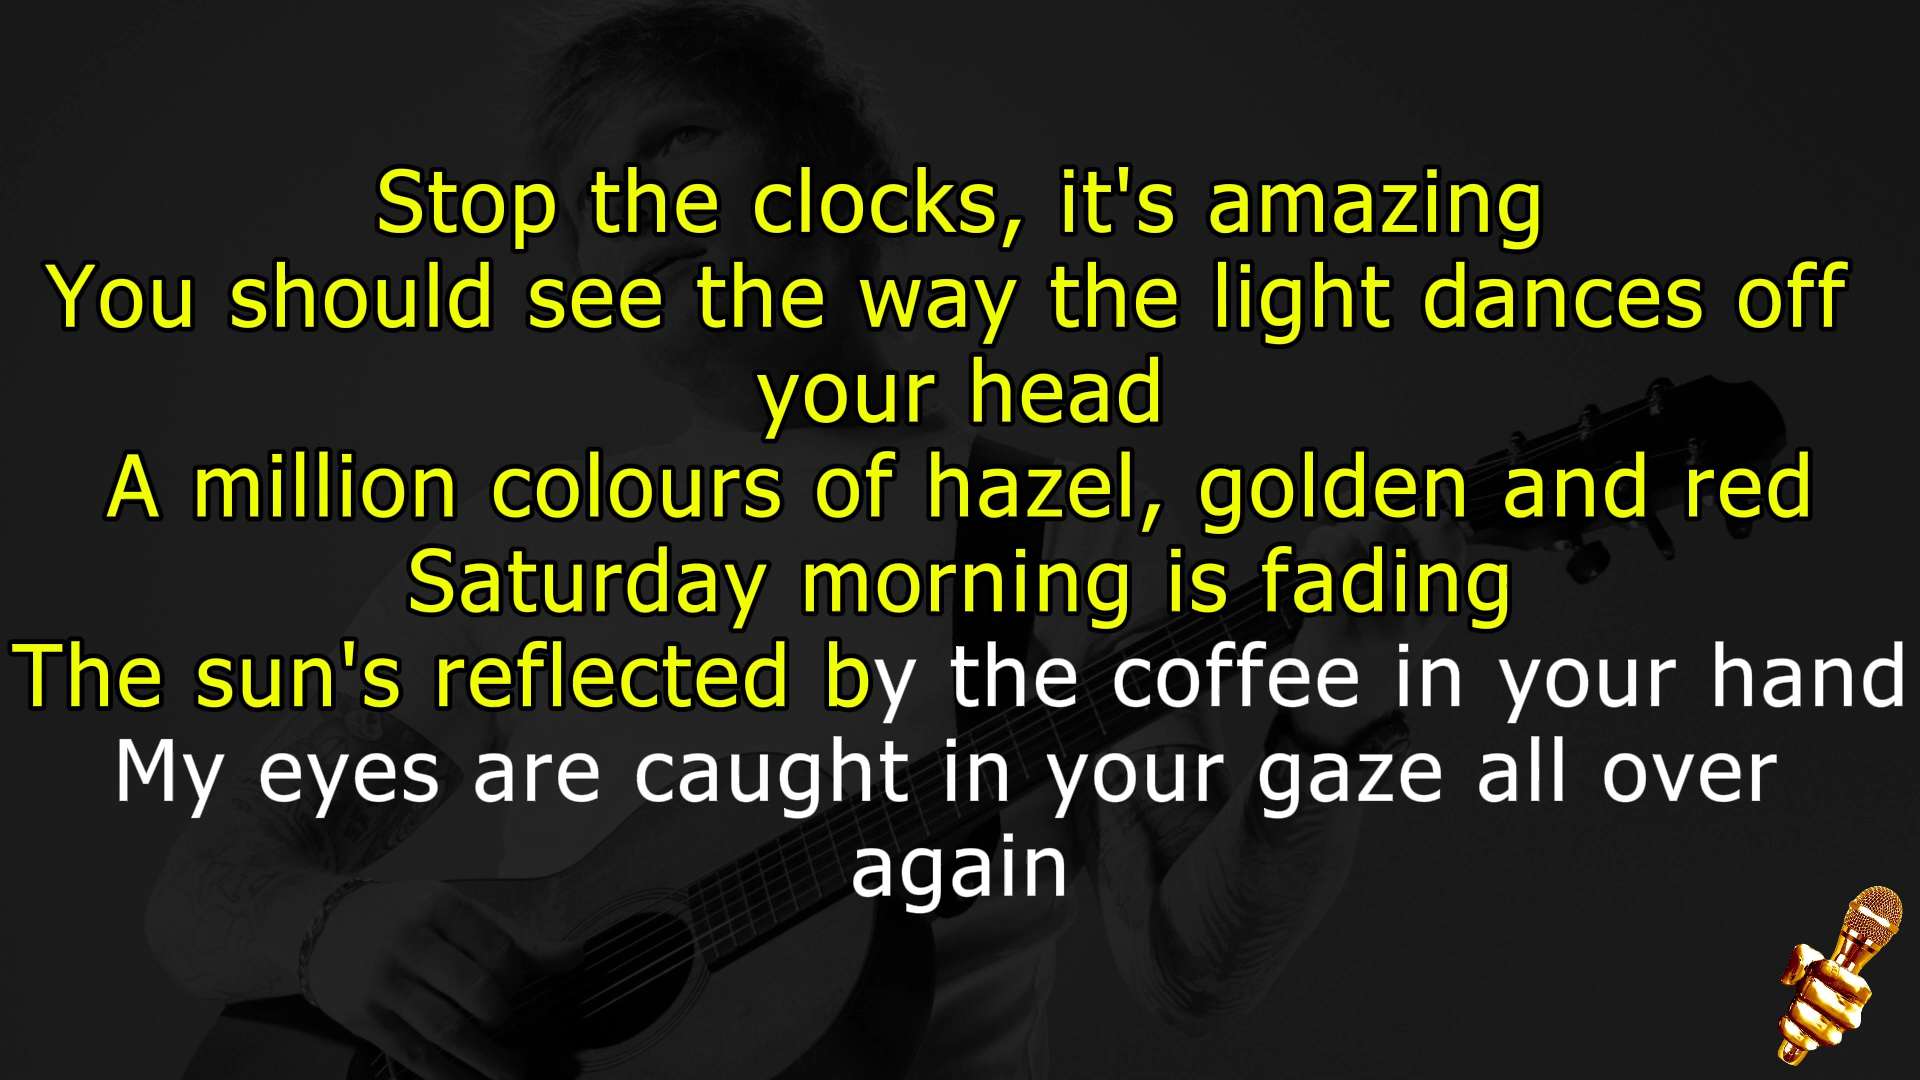 Stop the clocks, it's amazing
You should see the way the light dances off
your head
A million colours of hazel, golden and red
Saturday morning is fading
The sun's reflected by the coffee in your hand
My eyes are caught in your gaze all over
again